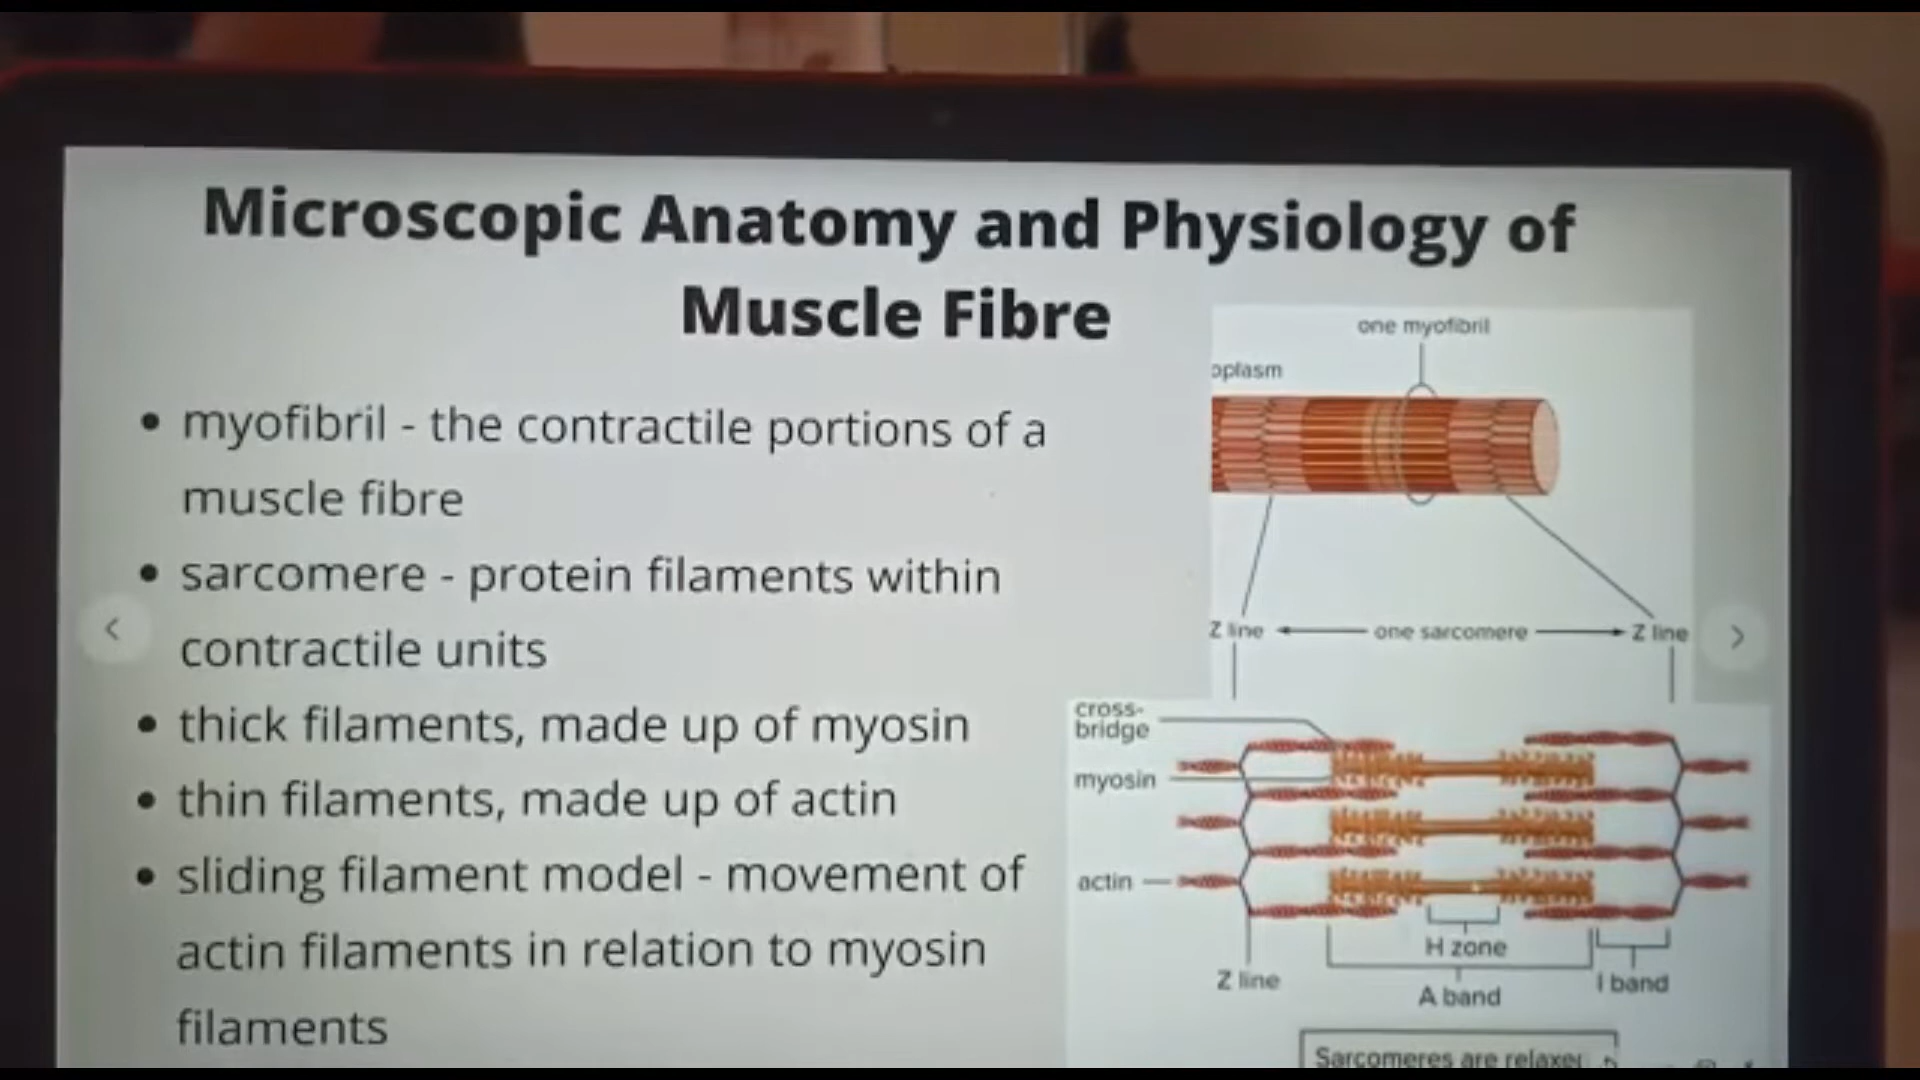 Microscopic Anatomy and Physiology of
Muscle Fibre
• myofibril - the contractile portions of a
muscle fibre
• sarcomere - protein filaments within
contractile units
• thick filaments, made up of myosin
• thin filaments, made up of actin
• sliding filament model - movement of
actin filaments in relation to myosin
filaments
one myofibril
oplasm
Z line one sarcomere Z line
cross-
bridge
myosin
actin
H zone
Z line
A band
I band
Sarcomeres are